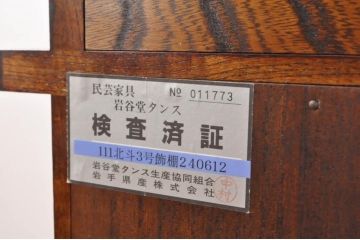 民芸家具 № 011773
岩谷堂タンス
検査済証
111北斗3号飾棚240612
岩谷堂タンス生産協同組合
岩手県産株式会社